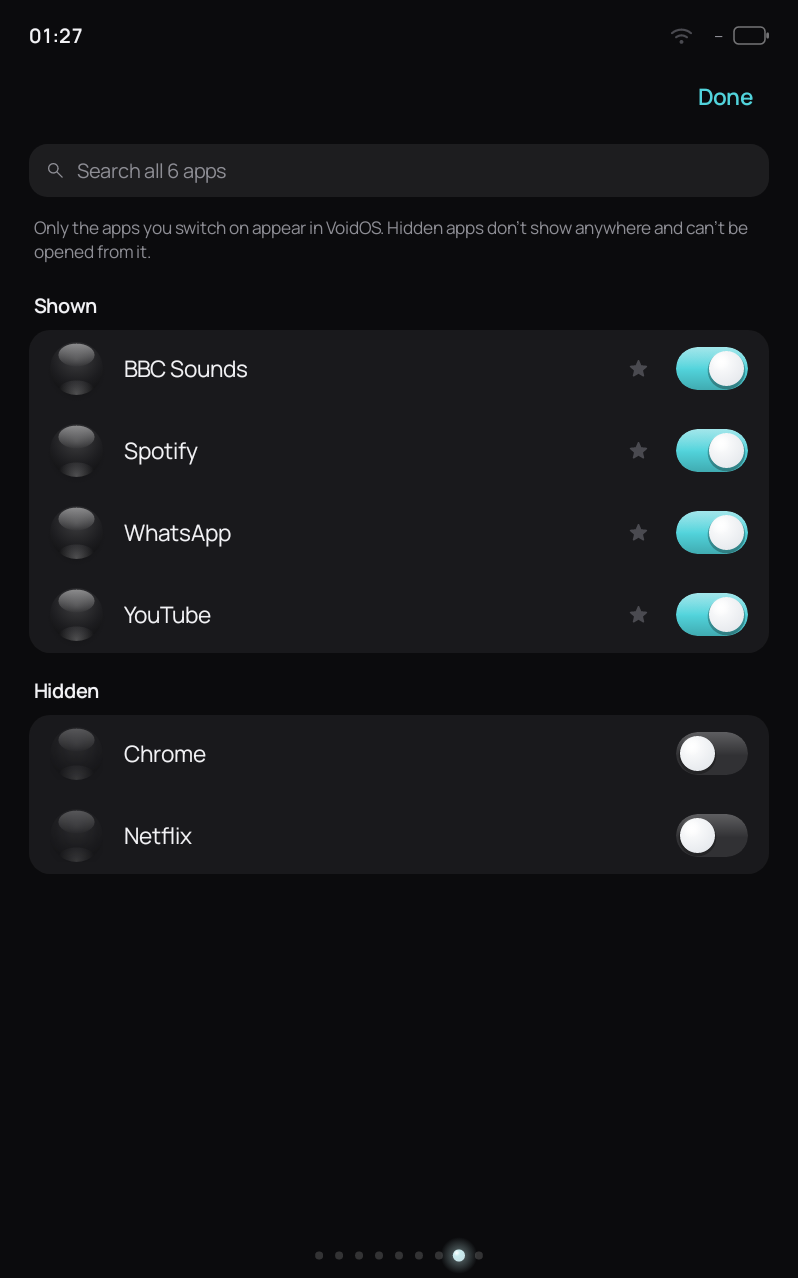 01:27
–
Done
Search all 6 apps
Only the apps you switch on appear in VoidOS. Hidden apps don’t show anywhere and can’t be
opened from it.
Shown
BBC Sounds
Spotify
WhatsApp
YouTube
Hidden
Chrome
Netflix